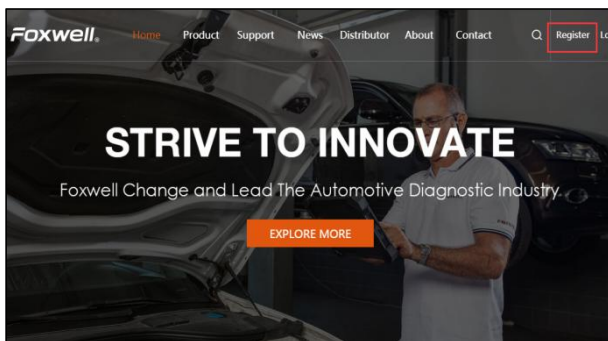 Foxwell®
Home Product Support News Distributor About Contact Register Lo
STRIVE TO INNOVATE
Foxwell Change and Lead The Automotive Diagnostic Industry
EXPLORE MORE